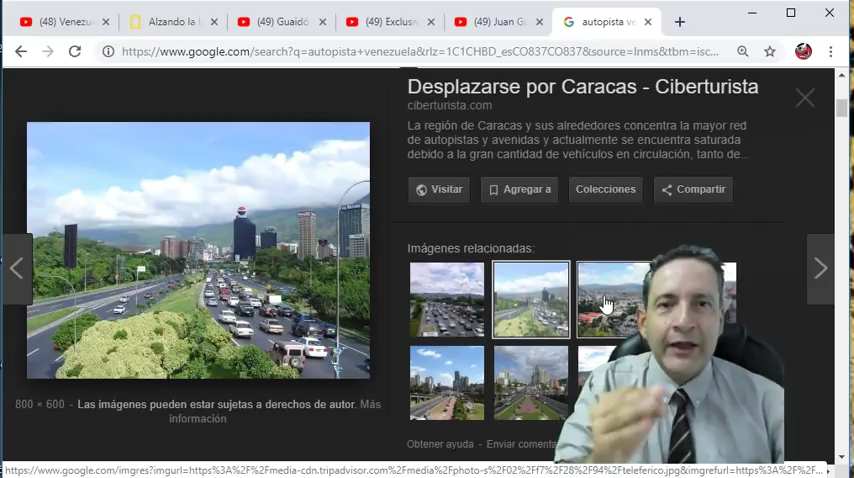 (48) Venezu
Alzando la b
(49) Guaidó
(49) Exclusiv
(49) Juan G
autopista ve
https://www.google.com/search?q=autopista+venezuela&rlz=1C1CHBD_esCO837CO837&source=lnms&tbm=isc...
Desplazarse por Caracas - Ciberturista
ciberturista.com
La región de Caracas y sus alrededores concentra la mayor red
de autopistas y avenidas y actualmente se encuentra saturada
debido a la gran cantidad de vehículos en circulación, tanto de...
Visitar
Agregar a
Colecciones
Compartir
Imágenes relacionadas:
800 × 600 - Las imágenes pueden estar sujetas a derechos de autor. Más
información
Obtener ayuda - Enviar comenta
https://www.google.com/imgres?imgurl=https%3A%2F%2Fmedia-cdn.tripadvisor.com%2Fmedia%2Fphoto-s%2F02%2Ff7%2F28%2F94%2Fteleferico.jpg&imgrefurl=https%3A%2F%2F...